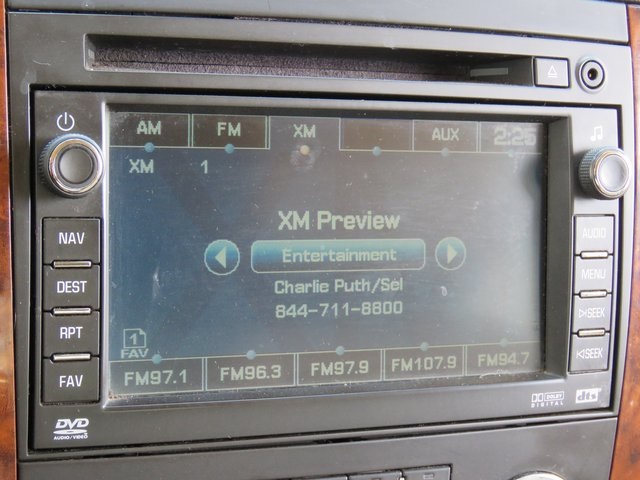 AM FM XM AUX 2:25
XM 1
XM Preview
Entertainment
Charlie Puth/Sel
844-711-8800
1
FAV
FM97.1 FM96.3 FM97.9 FM107.9 FM94.7
NAV
DEST
RPT
FAV
AUDIO
MENU
SEEK
SEEK
DVD
AUDIO/VIDEO
DOLBY
DIGITAL
dts